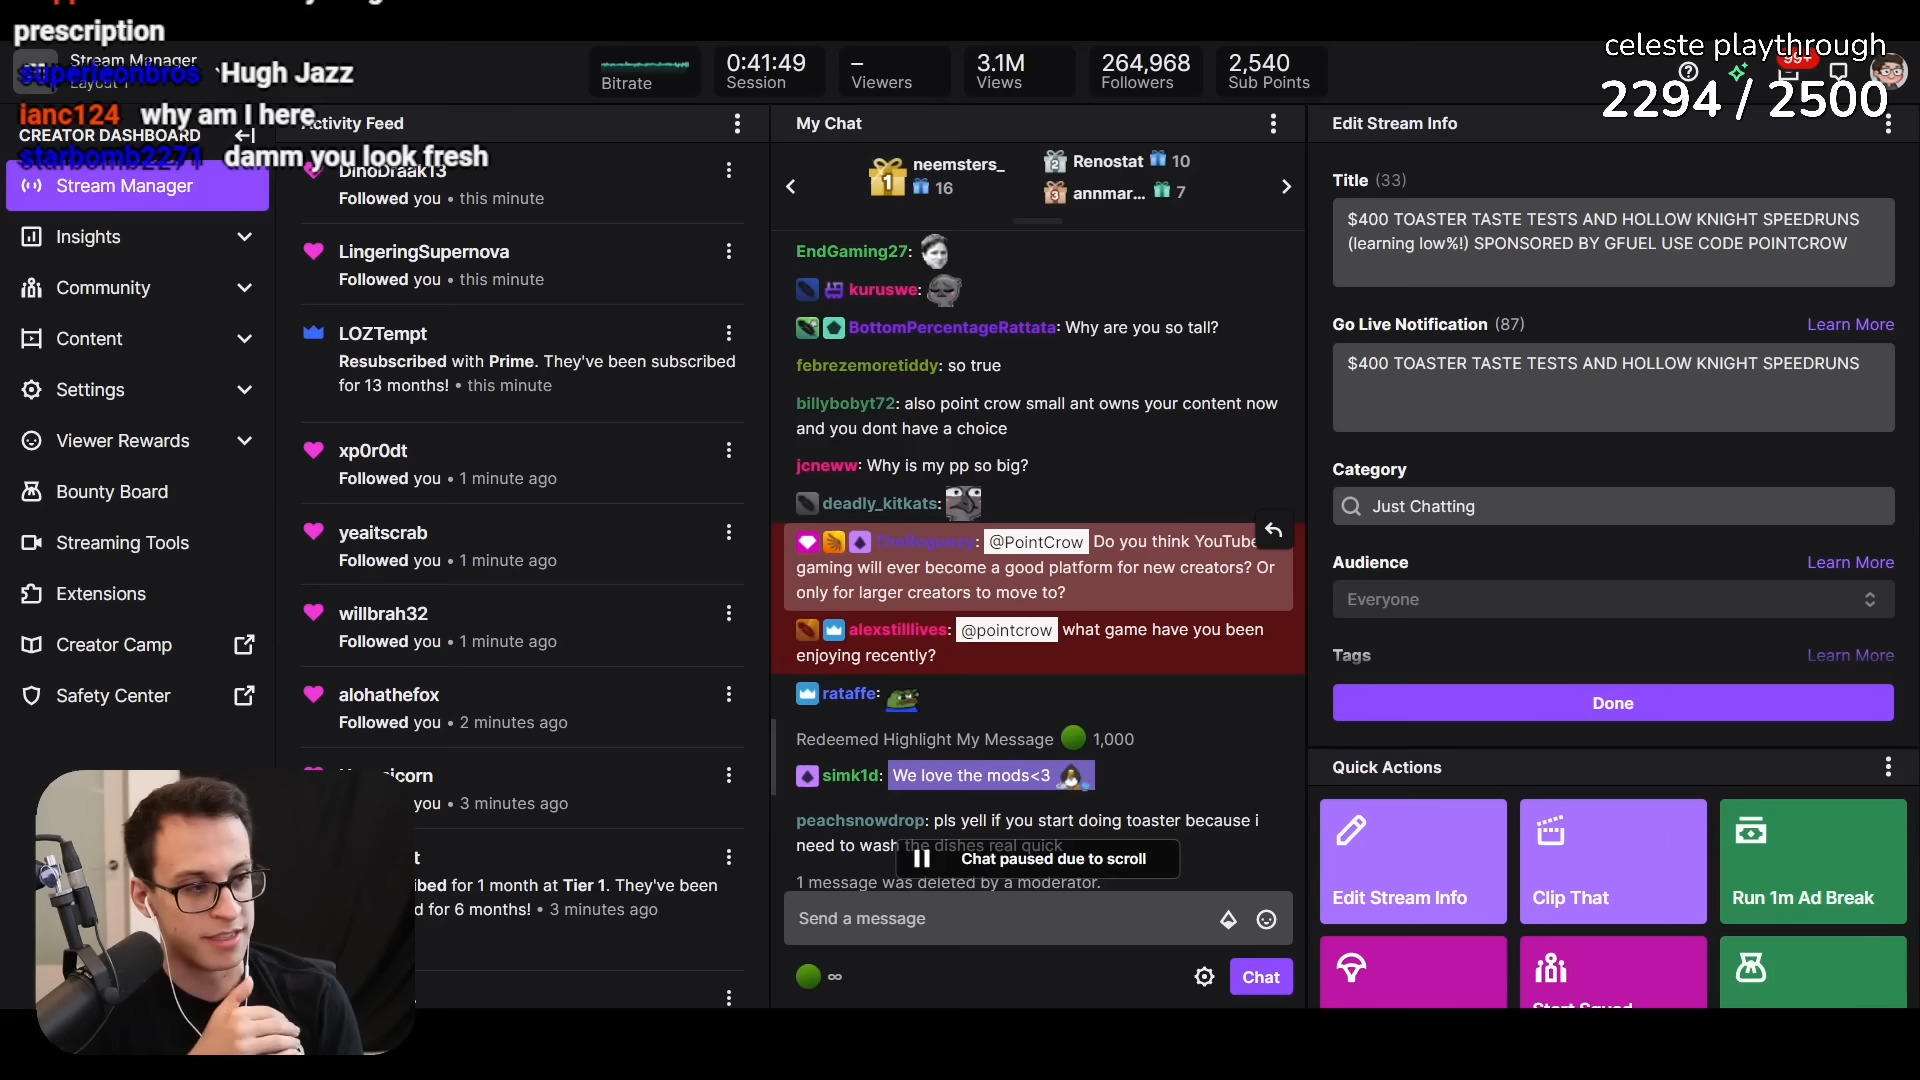 prescription
superleonbros Hugh Jazz
ianc124 why am I here
starbomb2271 damm you look fresh
Stream Manager
0:41:49
Session
–
Viewers
3.1M
Views
264,968
Followers
2,540
Sub Points
Bitrate
celeste playthrough
99+
2294 / 2500
CREATOR DASHBOARD
Stream Manager
Insights
Community
Content
Settings
Viewer Rewards
Bounty Board
Streaming Tools
Extensions
Creator Camp
Safety Center
Activity Feed
DinoDraak13
Followed you • this minute
LingeringSupernova
Followed you • this minute
LOZTempt
Resubscribed with Prime. They've been subscribed
for 13 months! • this minute
xp0r0dt
Followed you • 1 minute ago
yeaitscrab
Followed you • 1 minute ago
willbrah32
Followed you • 1 minute ago
alohathefox
Followed you • 2 minutes ago
you • 3 minutes ago
for 1 month at Tier 1. They've been
for 6 months! • 3 minutes ago
My Chat
1
neemsters_
16
2
Renostat 10
3
annmar... 7
EndGaming27:
kuruswe:
BottomPercentageRattata: Why are you so tall?
febrezemoretiddy: so true
billybobyt72: also point crow small ant owns your content now
and you dont have a choice
jcneww: Why is my pp so big?
deadly_kitkats:
@PointCrow Do you think YouTube
gaming will ever become a good platform for new creators? Or
only for larger creators to move to?
alexstilllives: @pointcrow what game have you been
enjoying recently?
rataffe:
Redeemed Highlight My Message 1,000
simk1d: We love the mods<3
peachsnowdrop: pls yell if you start doing toaster because i
need to wash the dishes real quick
Chat paused due to scroll
1 message was deleted by a moderator.
Send a message
∞
Chat
Edit Stream Info
Title (33)
$400 TOASTER TASTE TESTS AND HOLLOW KNIGHT SPEEDRUNS
(learning low%!) SPONSORED BY GFUEL USE CODE POINTCROW
Go Live Notification (87)
Learn More
$400 TOASTER TASTE TESTS AND HOLLOW KNIGHT SPEEDRUNS
Category
Just Chatting
Audience
Learn More
Everyone
Tags
Learn More
Done
Quick Actions
Edit Stream Info
Clip That
Run 1m Ad Break
Start Squad